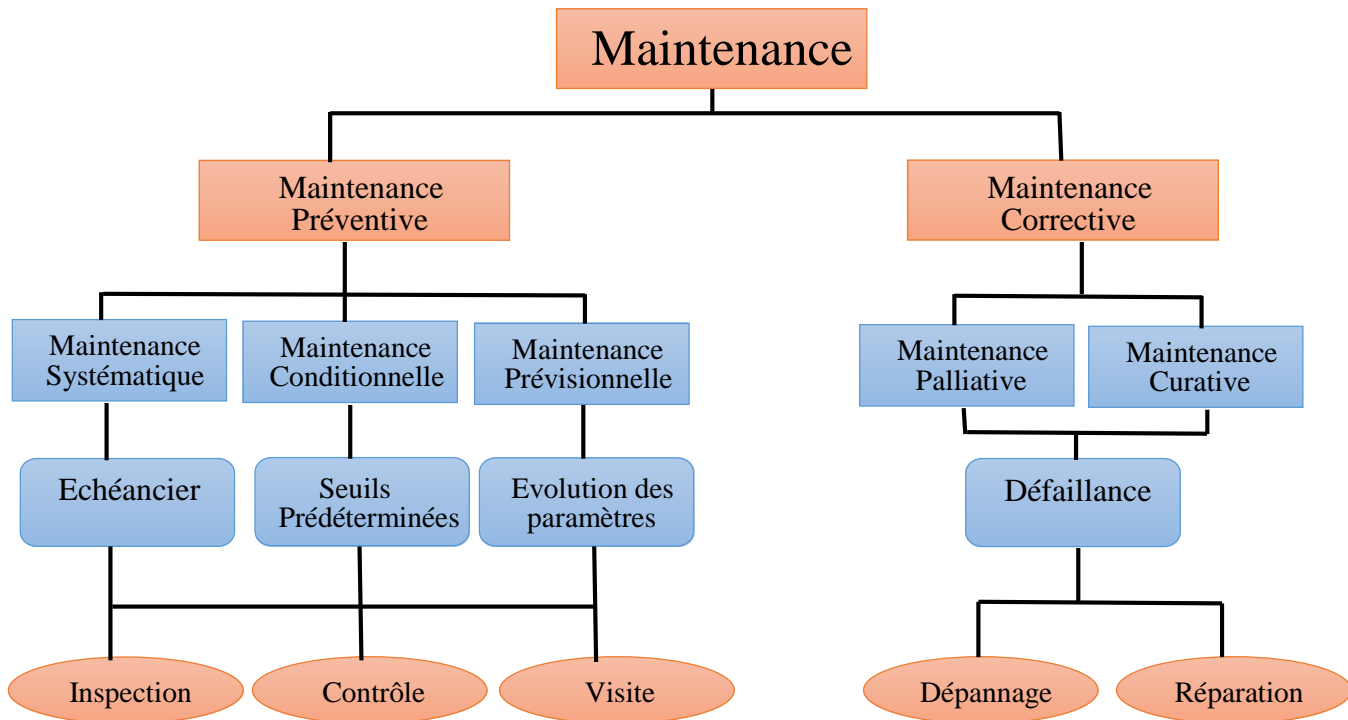 Maintenance
Maintenance
Préventive
Maintenance
Corrective
Maintenance
Systématique
Maintenance
Conditionnelle
Maintenance
Prévisionnelle
Maintenance
Palliative
Maintenance
Curative
Echéancier
Seuils
Prédéterminées
Evolution des
paramètres
Défaillance
Inspection
Contrôle
Visite
Dépannage
Réparation